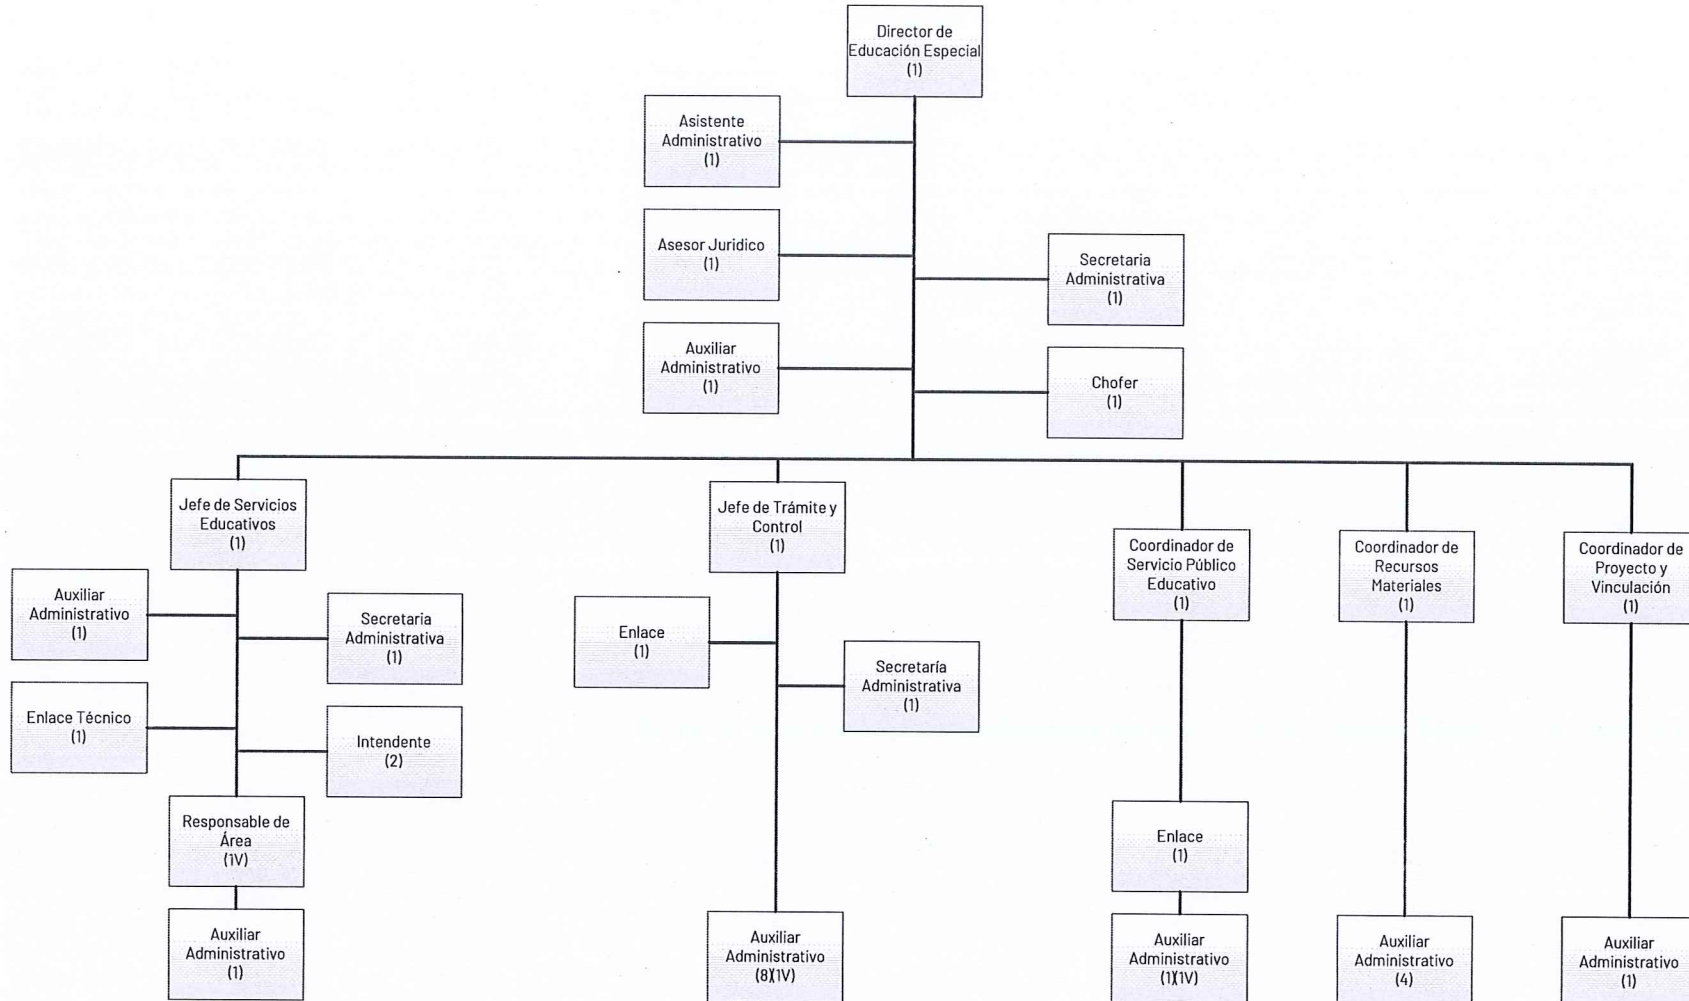 Director de
Educación Especial
(1)
Asistente
Administrativo
(1)
Asesor Juridico
(1)
Secretaria
Administrativa
(1)
Auxiliar
Administrativo
(1)
Chofer
(1)
Jefe de Servicios
Educativos
(1)
Jefe de Trámite y
Control
(1)
Coordinador de
Servicio Público
Educativo
(1)
Coordinador de
Recursos
Materiales
(1)
Coordinador de
Proyecto y
Vinculación
(1)
Auxiliar
Administrativo
(1)
Secretaria
Administrativa
(1)
Enlace
(1)
Secretaría
Administrativa
(1)
Enlace Técnico
(1)
Intendente
(2)
Responsable de
Área
(1V)
Enlace
(1)
Auxiliar
Administrativo
(1)
Auxiliar
Administrativo
(8)(1V)
Auxiliar
Administrativo
(1)(1V)
Auxiliar
Administrativo
(4)
Auxiliar
Administrativo
(1)